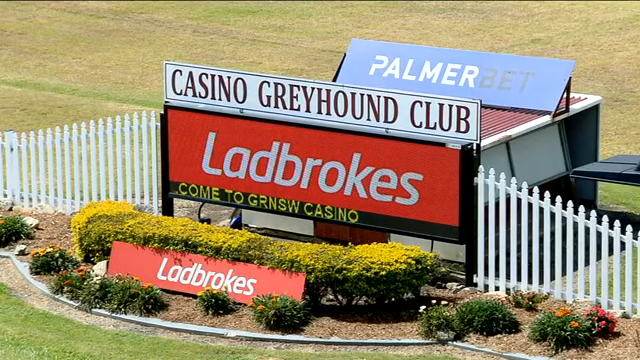 PALMERBET
CASINO GREYHOUND CLUB
Ladbrokes
COME TO GRNSW CASINO
Ladbrokes